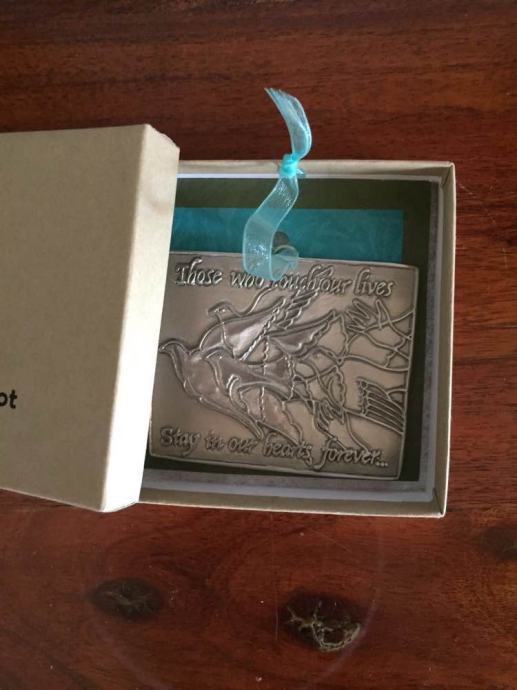 Those who touch our lives
Stay in our hearts forever...
ot